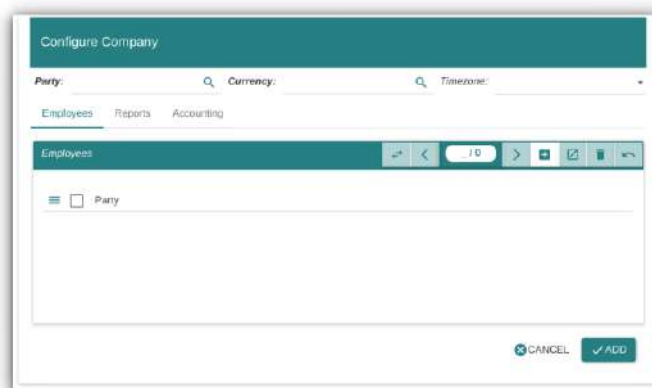 Configure Company
Party: Currency: Timezone:
Employees Reports Accounting
Employees _ / 0
Party
CANCEL ADD